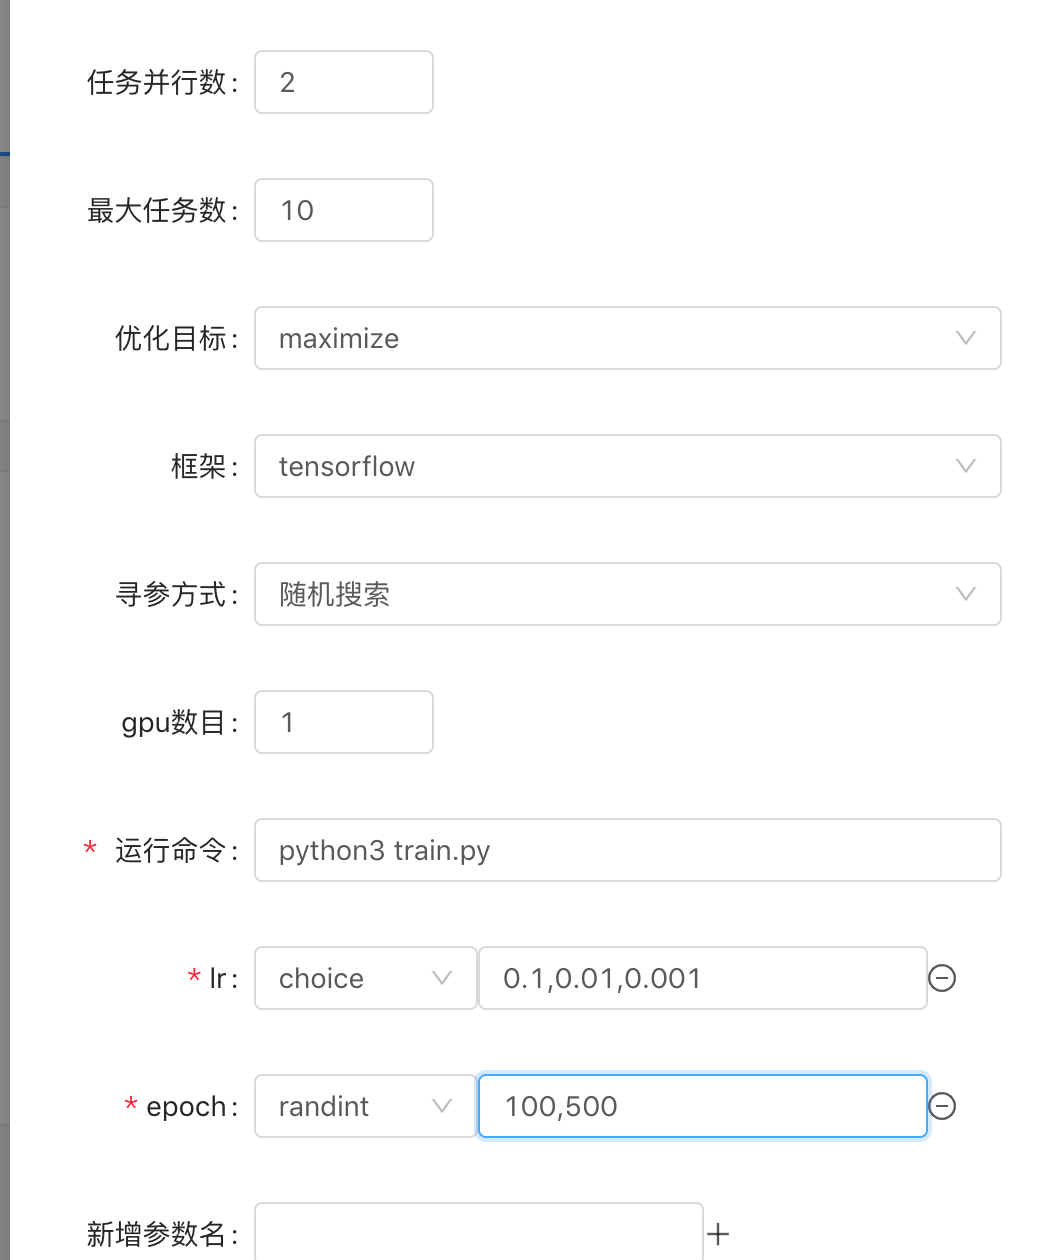 任务并行数: 2
最大任务数: 10
优化目标: maximize
框架: tensorflow
寻参方式: 随机搜索
gpu数目: 1
* 运行命令: python3 train.py
* lr: choice 0.1,0.01,0.001
* epoch: randint 100,500
新增参数名: